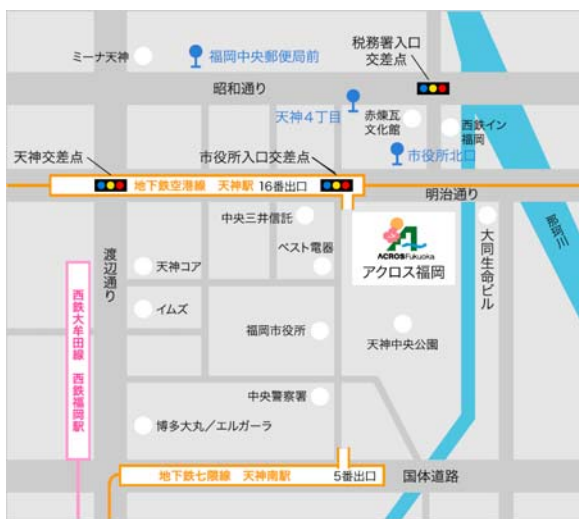 ミーナ天神
福岡中央郵便局前
税務署入口
交差点
昭和通り
天神4丁目
赤煉瓦
文化館
西鉄イン
福岡
市役所北口
天神交差点
市役所入口交差点
地下鉄空港線 天神駅 16番出口
明治通り
那珂川
中央三井信託
ベスト電器
ACROS Fukuoka
アクロス福岡
大同生命ビル
渡辺通り
天神コア
イムズ
西鉄大牟田線 西鉄福岡駅
福岡市役所
天神中央公園
中央警察署
博多大丸/エルガーラ
地下鉄七隈線 天神南駅 5番出口
国体道路